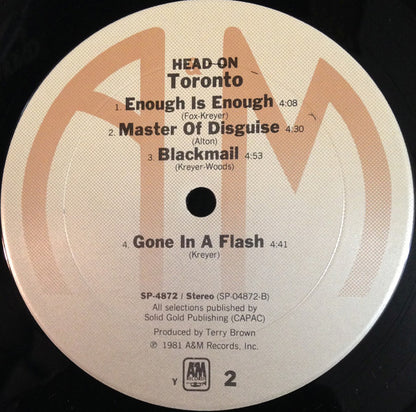 HEAD ON
Toronto
1. Enough Is Enough 4:08
(Fox-Kreyer)
2. Master Of Disguise 4:30
(Alton)
3. Blackmail 4:53
(Kreyer-Woods)
4. Gone In A Flash 4:41
(Kreyer)
SP-4872 / Stereo (SP-04872-B)
All selections published by
Solid Gold Publishing (CAPAC)
Produced by Terry Brown
℗ 1981 A&M Records, Inc.
Y A&M RECORDS 2